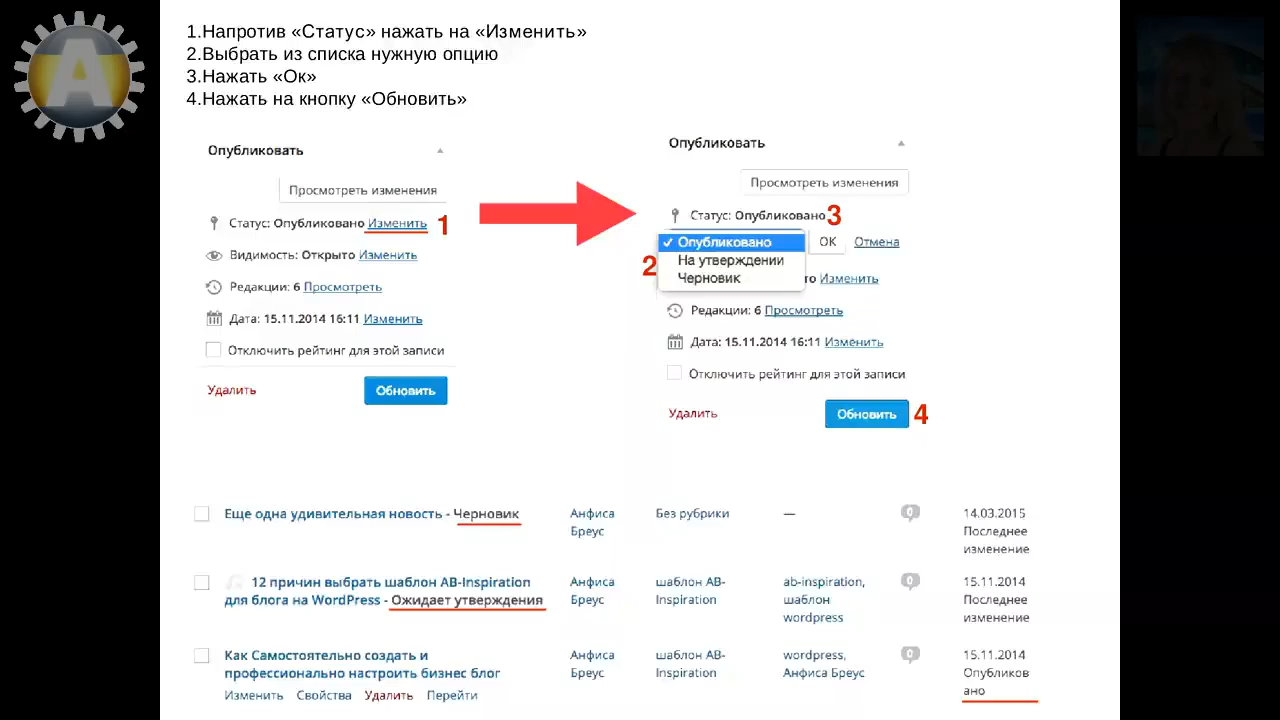 A
1.Напротив «Статус» нажать на «Изменить»
2.Выбрать из списка нужную опцию
3.Нажать «Ок»
4.Нажать на кнопку «Обновить»
Опубликовать
Просмотреть изменения
Статус: Опубликовано Изменить 1
Видимость: Открыто Изменить
Редакции: 6 Просмотреть
Дата: 15.11.2014 16:11 Изменить
Отключить рейтинг для этой записи
Удалить Обновить
Опубликовать
Просмотреть изменения
Статус: Опубликовано 3
Опубликовано OK Отмена
2 На утверждении
Черновик то Изменить
Редакции: 6 Просмотреть
Дата: 15.11.2014 16:11 Изменить
Отключить рейтинг для этой записи
Удалить Обновить 4
Еще одна удивительная новость - Черновик Анфиса Без рубрики — 0 14.03.2015
Бреус Последнее
изменение
12 причин выбрать шаблон AB-Inspiration Анфиса шаблон AB- ab-inspiration, 0 15.11.2014
для блога на WordPress - Ожидает утверждения Бреус Inspiration шаблон Последнее
wordpress изменение
Как Самостоятельно создать и Анфиса шаблон AB- wordpress, 0 15.11.2014
профессионально настроить бизнес блог Бреус Inspiration Анфиса Бреус Опубликов
Изменить Свойства Удалить Перейти ано